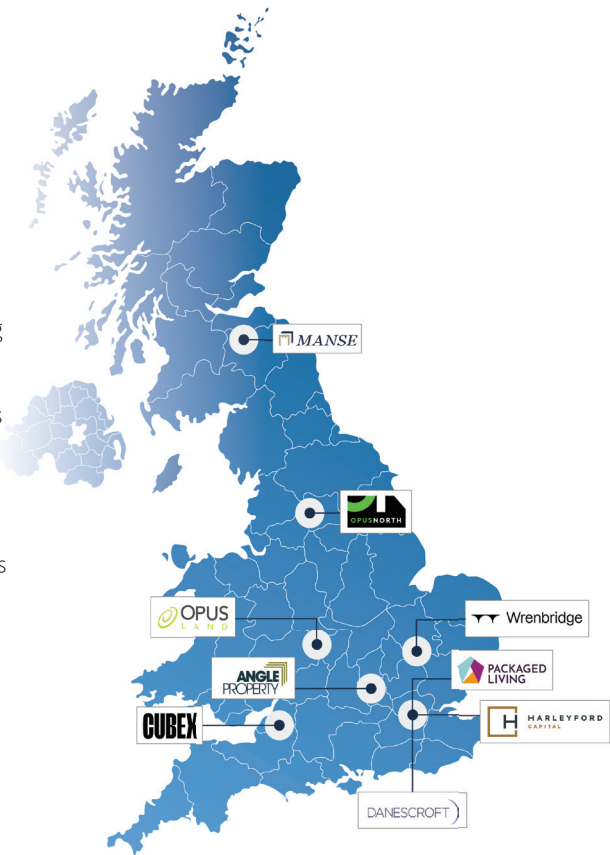 g
MANSE
s
OPUSNORTH
s
OPUS
LAND
Wrenbridge
ANGLE
PROPERTY
PACKAGED
LIVING
CUBEX
H
HARLEYFORD
CAPITAL
DANESCROFT